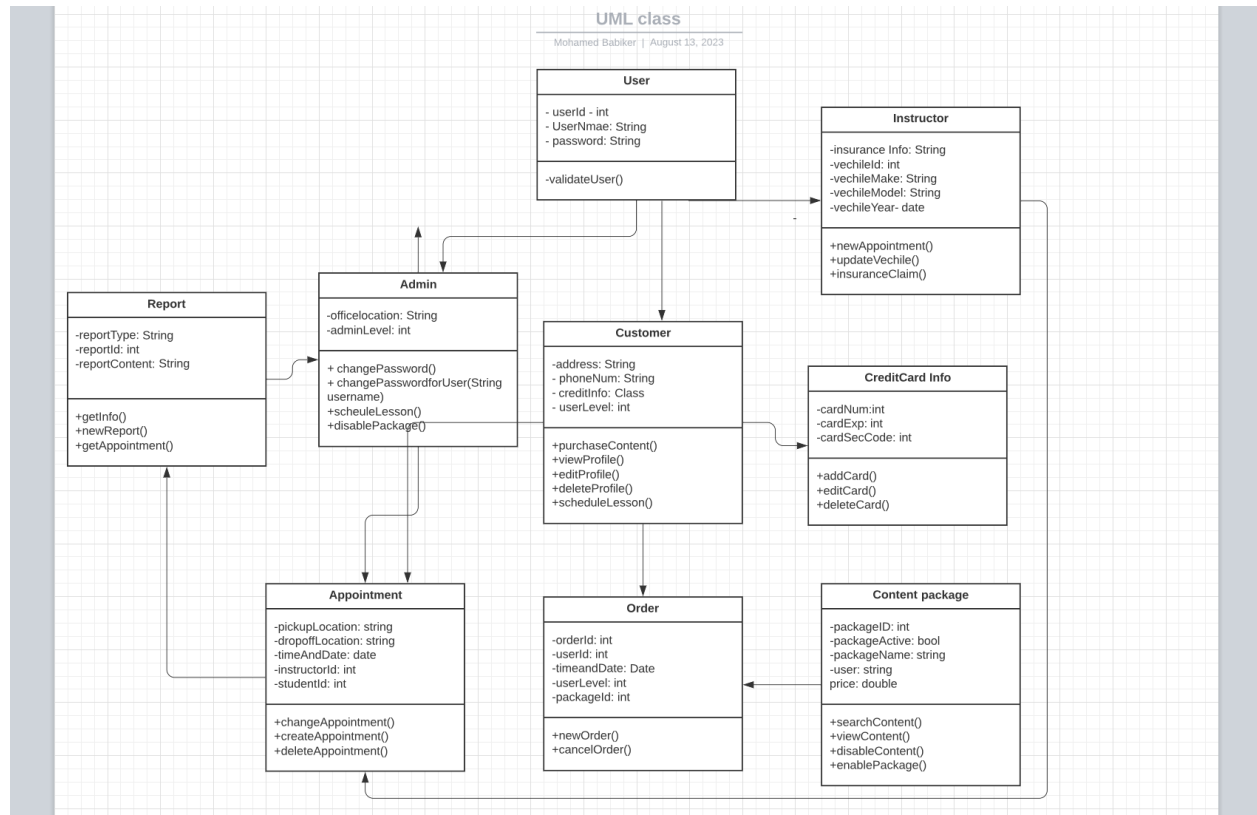 UML class
Mohamed Babiker | August 13, 2023
User
- userId - int
- UserNmae: String
- password: String
-validateUser()
Instructor
-insurance Info: String
-vechileId: int
-vechileMake: String
-vechileModel: String
-vechileYear- date
+newAppointment()
+updateVechile()
+insuranceClaim()
-
Admin
-officelocation: String
-adminLevel: int
+ changePassword()
+ changePasswordforUser(String
username)
+scheuleLesson()
+disablePackage()
Report
-reportType: String
-reportId: int
-reportContent: String
+getInfo()
+newReport()
+getAppointment()
Customer
-address: String
- phoneNum: String
- creditInfo: Class
- userLevel: int
+purchaseContent()
+viewProfile()
+editProfile()
+deleteProfile()
+scheduleLesson()
CreditCard Info
-cardNum:int
-cardExp: int
-cardSecCode: int
+addCard()
+editCard()
+deleteCard()
Appointment
-pickupLocation: string
-dropoffLocation: string
-timeAndDate: date
-instructorId: int
-studentId: int
+changeAppointment()
+createAppointment()
+deleteAppointment()
Order
-orderId: int
-userId: int
-timeandDate: Date
-userLevel: int
-packageId: int
+newOrder()
+cancelOrder()
Content package
-packageID: int
-packageActive: bool
-packageName: string
-user: string
price: double
+searchContent()
+viewContent()
+disableContent()
+enablePackage()